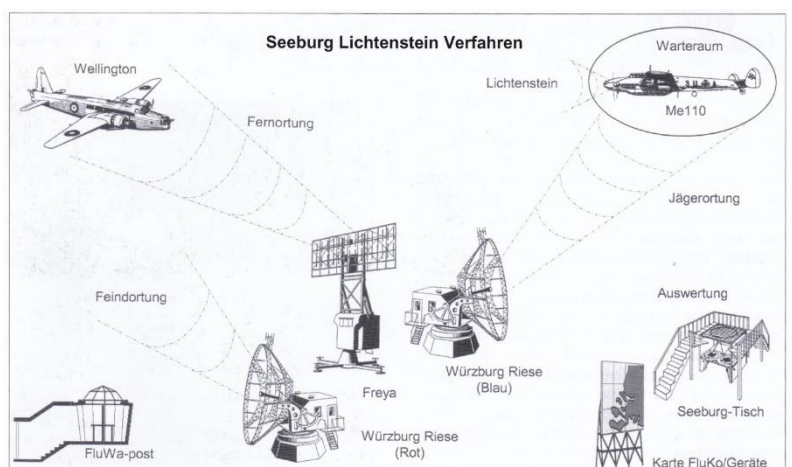 Seeburg Lichtenstein Verfahren
Wellington
Fernortung
Lichtenstein
Warteraum
Me110
Jägerortung
Feindortung
Freya
Würzburg Riese
(Blau)
Auswertung
Seeburg-Tisch
FluWa-post
Würzburg Riese
(Rot)
Karte FluKo/Geräte